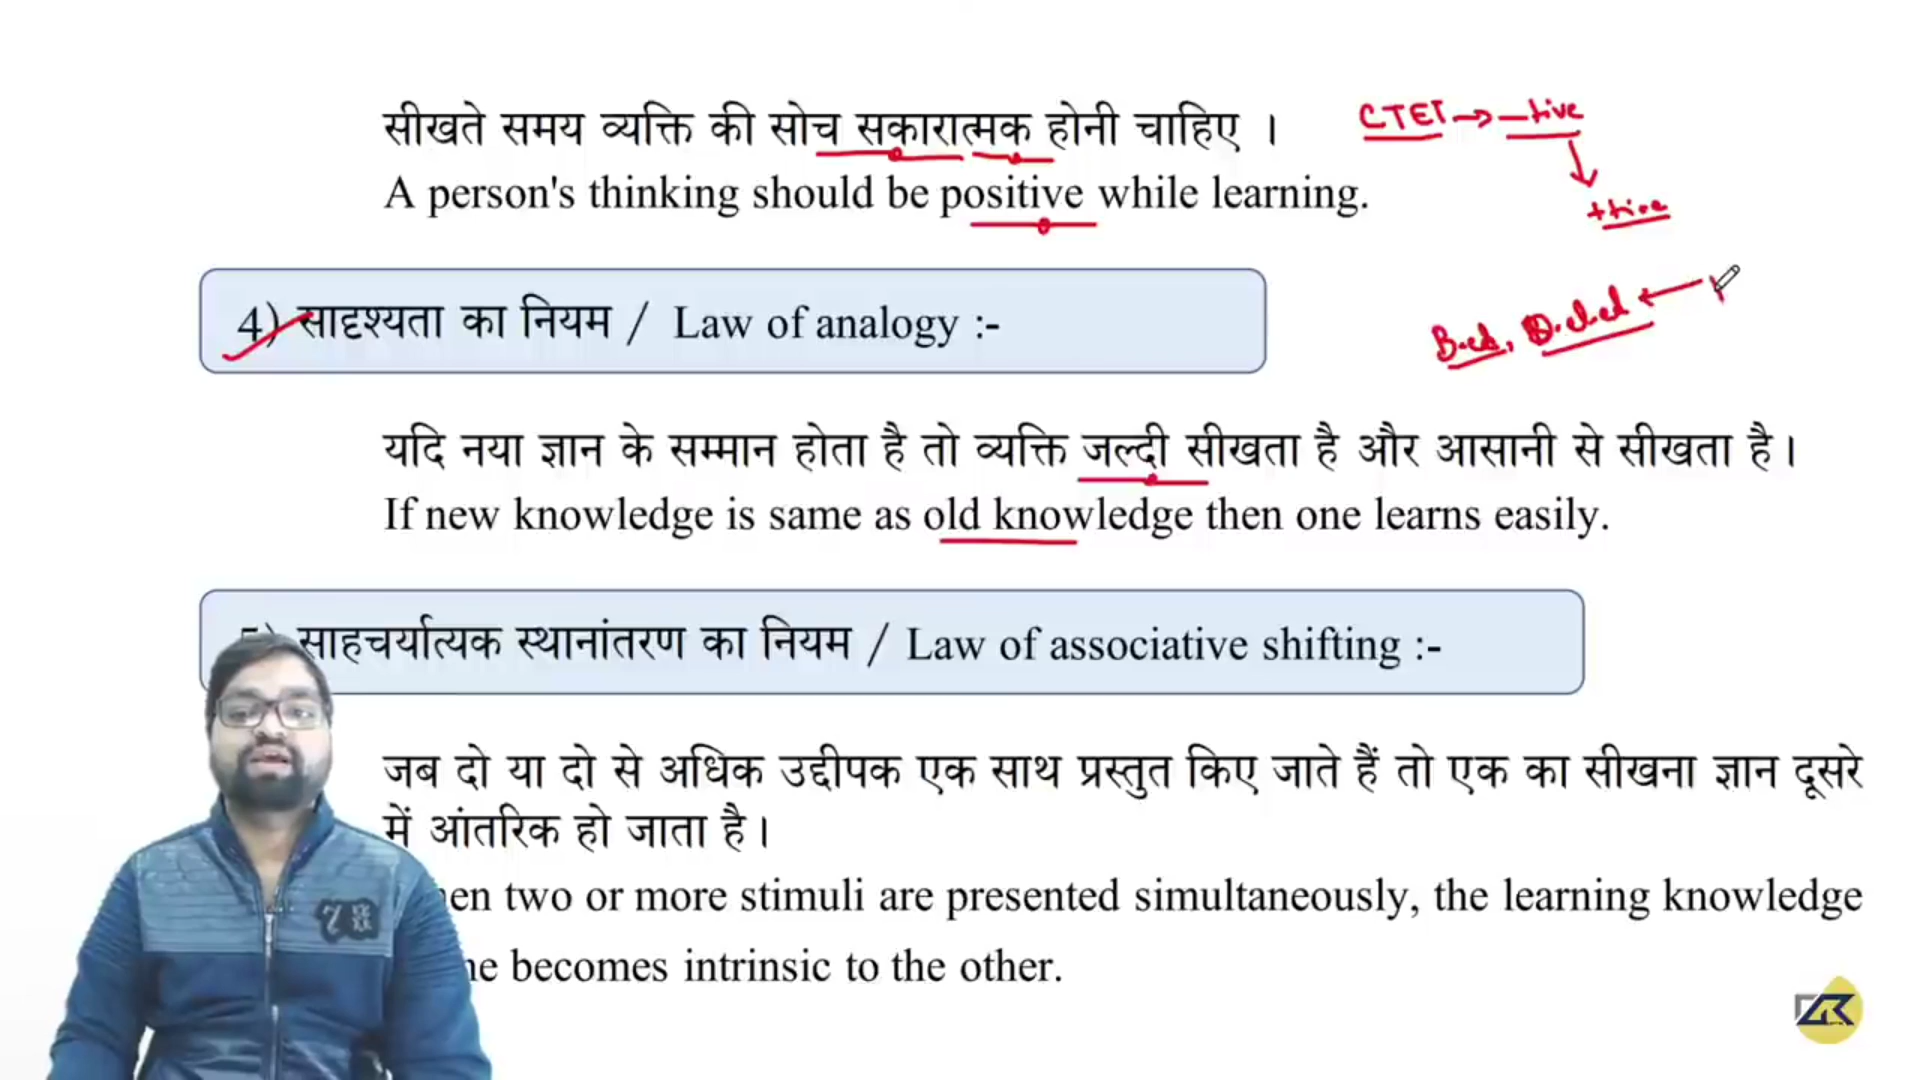 सीखते समय व्यक्ति की सोच सकारात्मक होनी चाहिए ।
CTET → -tive
A person's thinking should be positive while learning.
+tive
4) सादृश्यता का नियम / Law of analogy :-
B.ed, D.el.ed ←
यदि नया ज्ञान के सम्मान होता है तो व्यक्ति जल्दी सीखता है और आसानी से सीखता है।
If new knowledge is same as old knowledge then one learns easily.
साहचर्यात्यक स्थानांतरण का नियम / Law of associative shifting :-
जब दो या दो से अधिक उद्दीपक एक साथ प्रस्तुत किए जाते हैं तो एक का सीखना ज्ञान दूसरे
में आंतरिक हो जाता है।
two or more stimuli are presented simultaneously, the learning knowledge
becomes intrinsic to the other.